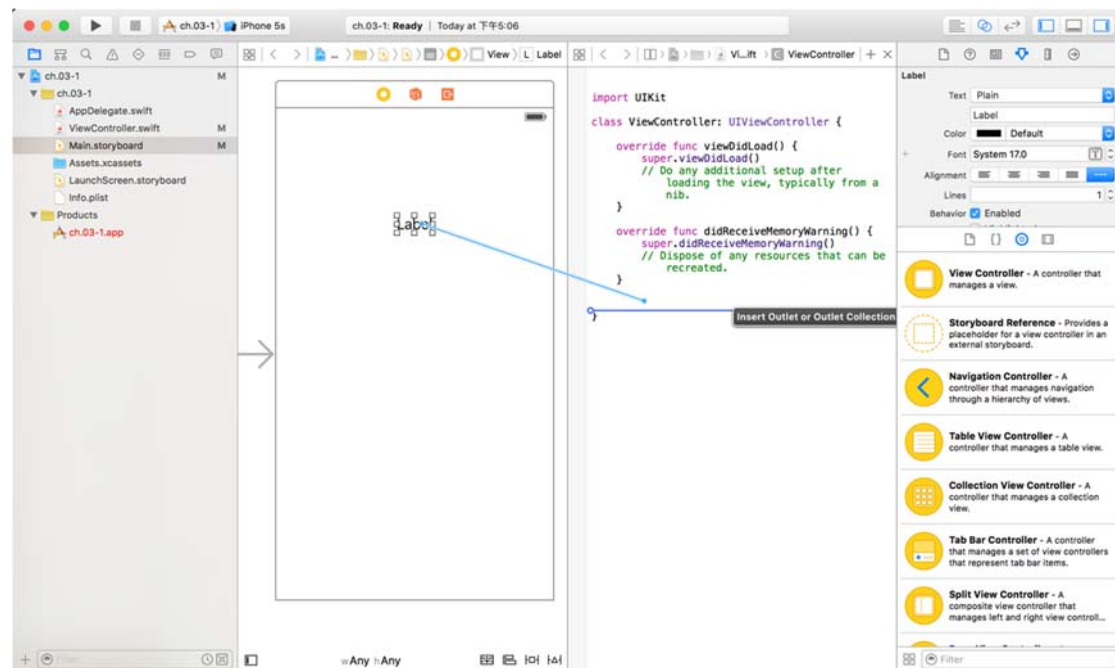 ch.03-1 iPhone 5s
ch.03-1: Ready | Today at 下午5:06
View L Label
Vi...ift C ViewController
ch.03-1 M
ch.03-1
AppDelegate.swift
ViewController.swift M
Main.storyboard M
Assets.xcassets
LaunchScreen.storyboard
Info.plist
Products
ch.03-1.app
Filter
Label
wAny hAny
import UIKit
class ViewController: UIViewController {
override func viewDidLoad() {
super.viewDidLoad()
// Do any additional setup after
loading the view, typically from a
nib.
}
override func didReceiveMemoryWarning() {
super.didReceiveMemoryWarning()
// Dispose of any resources that can be
recreated.
}
Insert Outlet or Outlet Collection
}
Label
Text Plain
Label
Color Default
Font System 17.0
Alignment
Lines 1
Behavior Enabled
View Controller - A controller that
manages a view.
Storyboard Reference - Provides a
placeholder for a view controller in an
external storyboard.
Navigation Controller - A
controller that manages navigation
through a hierarchy of views.
Table View Controller - A
controller that manages a table view.
Collection View Controller - A
controller that manages a collection
view.
Tab Bar Controller - A controller
that manages a set of view controllers
that represent tab bar items.
Split View Controller - A
composite view controller that
manages left and right view controll...
Filter